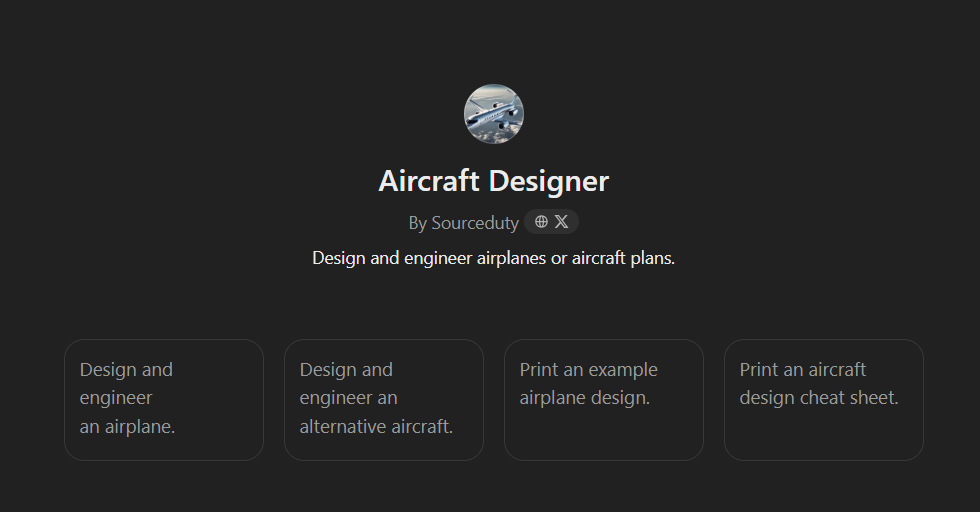 Aircraft Designer
By Sourceduty
Design and engineer airplanes or aircraft plans.
Design and
engineer
an airplane.
Design and
engineer an
alternative aircraft.
Print an example
airplane design.
Print an aircraft
design cheat sheet.